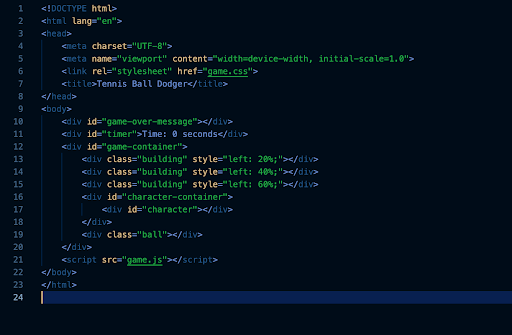 1 <!DOCTYPE html>
2 <html lang="en">
3 <head>
4     <meta charset="UTF-8">
5     <meta name="viewport" content="width=device-width, initial-scale=1.0">
6     <link rel="stylesheet" href="game.css">
7     <title>Tennis Ball Dodger</title>
8 </head>
9 <body>
10     <div id="game-over-message"></div>
11     <div id="timer">Time: 0 seconds</div>
12     <div id="game-container">
13         <div class="building" style="left: 20%;"></div>
14         <div class="building" style="left: 40%;"></div>
15         <div class="building" style="left: 60%;"></div>
16         <div id="character-container">
17             <div id="character"></div>
18         </div>
19         <div class="ball"></div>
20     </div>
21     <script src="game.js"></script>
22 </body>
23 </html>
24